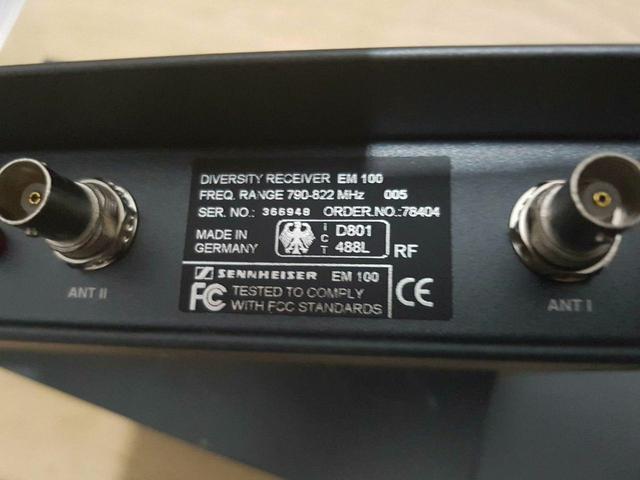 DIVERSITY RECEIVER EM 100
FREQ. RANGE 790-822 MHz 005
SER. NO.: 366948 ORDER.NO.:78404
MADE IN GERMANY
ICT D801 488L
RF
SENNHEISER EM 100
FC TESTED TO COMPLY
WITH FCC STANDARDS
CE
ANT II
ANT I